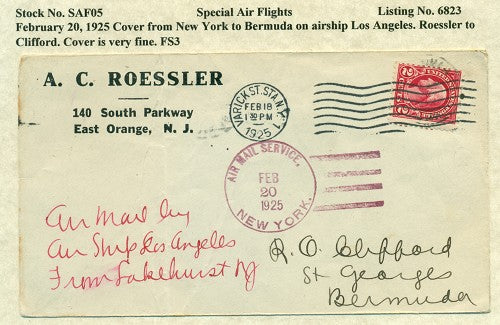 Stock No. SAF05 Special Air Flights Listing No. 6823
February 20, 1925 Cover from New York to Bermuda on airship Los Angeles. Roessler to
Clifford. Cover is very fine. FS3
A. C. ROESSLER
140 South Parkway
East Orange, N. J.
VARICK ST. STA. N.Y.
FEB 18
PM
1925
AIR MAIL SERVICE,
FEB
20
1925
NEW YORK.
Air Mail by
Air Ship Los Angeles
From Lakehurst NJ
R. O. Clifford
St Georges
Bermuda